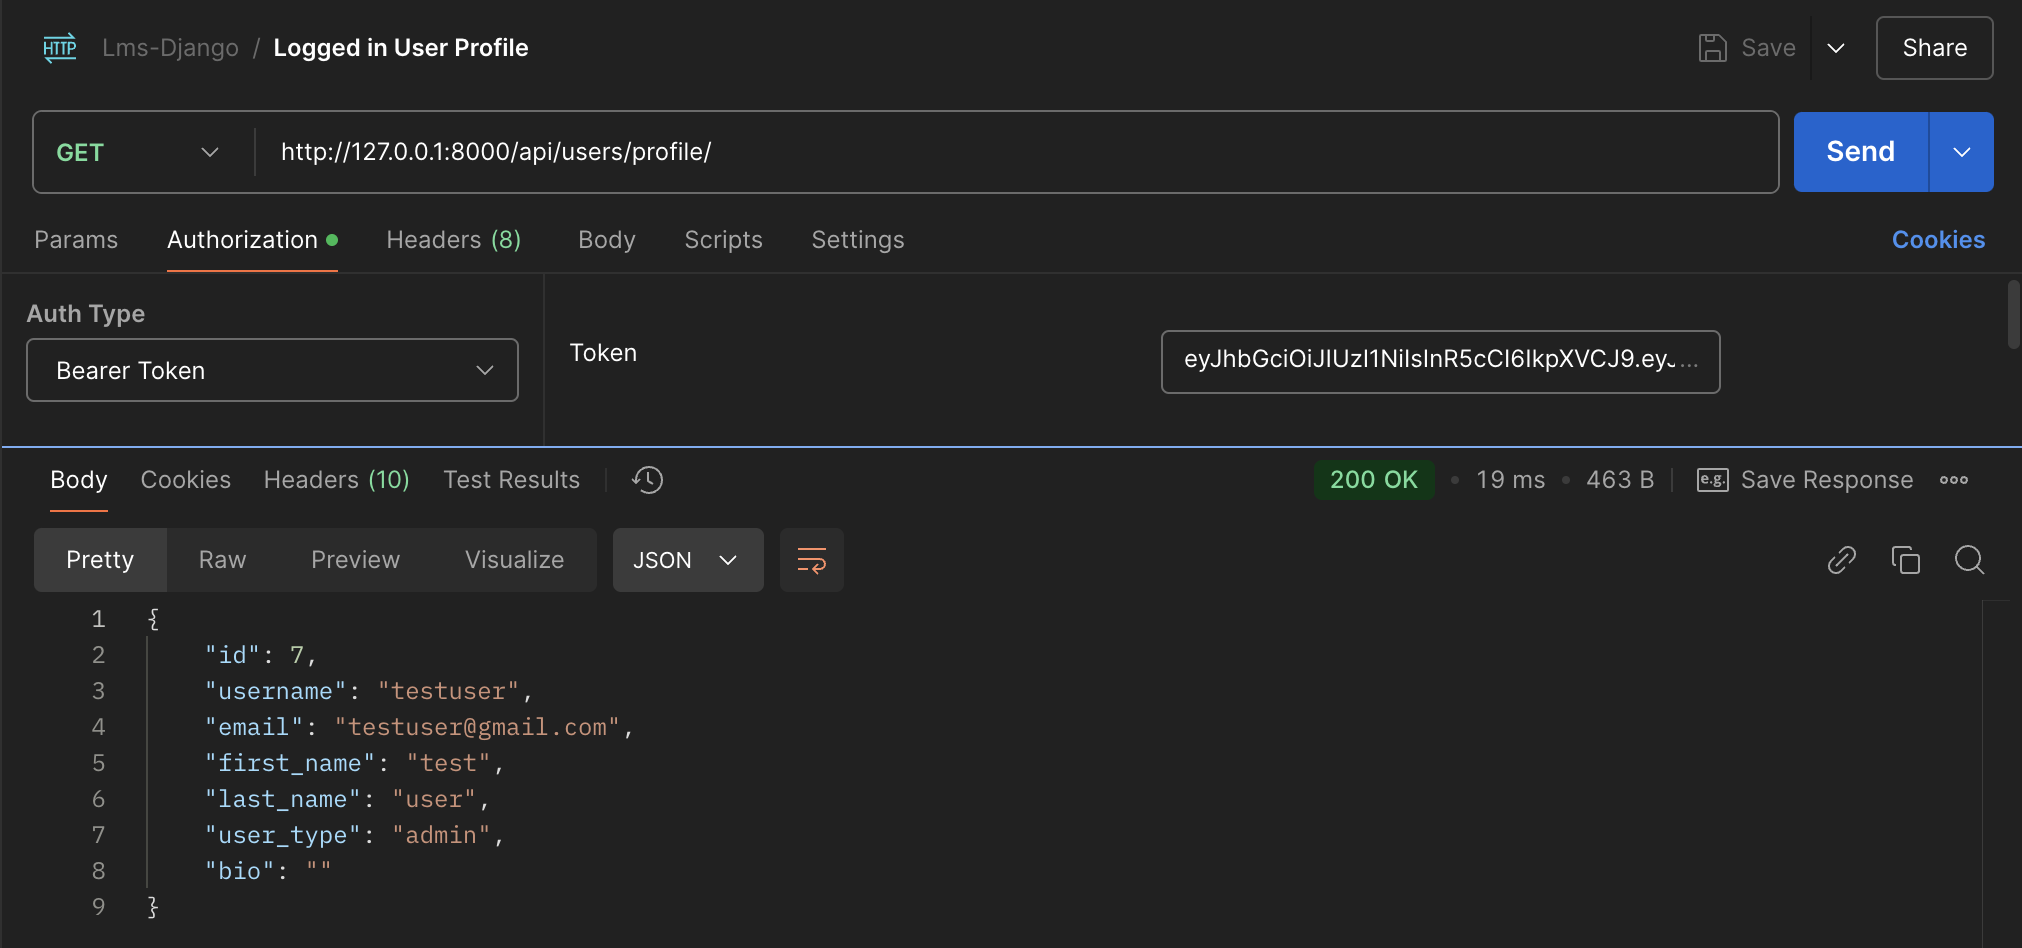 HTTP Lms-Django / Logged in User Profile Save Share
GET http://127.0.0.1:8000/api/users/profile/ Send
Params Authorization Headers (8) Body Scripts Settings Cookies
Auth Type
Bearer Token
Token eyJhbGciOiJIUzI1NiIsInR5cCI6IkpXVCJ9.eyJ...
Body Cookies Headers (10) Test Results 200 OK • 19 ms • 463 B e.g. Save Response
Pretty Raw Preview Visualize JSON
1 {
2 "id": 7,
3 "username": "testuser",
4 "email": "testuser@gmail.com",
5 "first_name": "test",
6 "last_name": "user",
7 "user_type": "admin",
8 "bio": ""
9 }